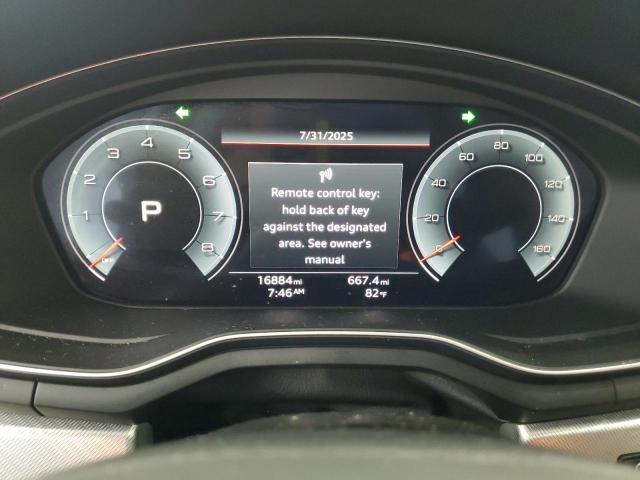 7/31/2025
Remote control key:
hold back of key
against the designated
area. See owner's
manual
16884mi
667.4mi
7:46AM
82°F
P
OFF 1 2 3 4 5 6 7 8
0 20 40 60 80 100 120 140 160